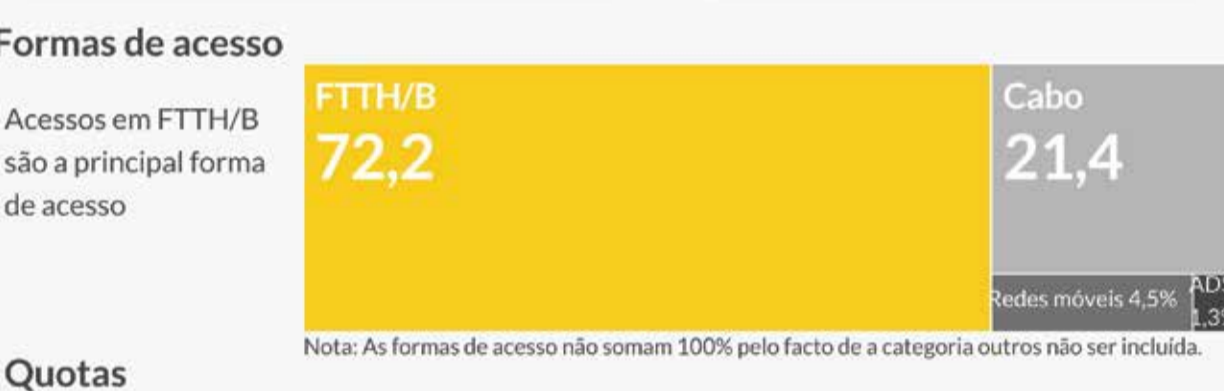 Formas de acesso
Acessos em FTTH/B
são a principal forma
de acesso
FTTH/B
72,2
Cabo
21,4
Redes móveis 4,5%
Nota: As formas de acesso não somam 100% pelo facto de a categoria outros não ser incluída.
Quotas